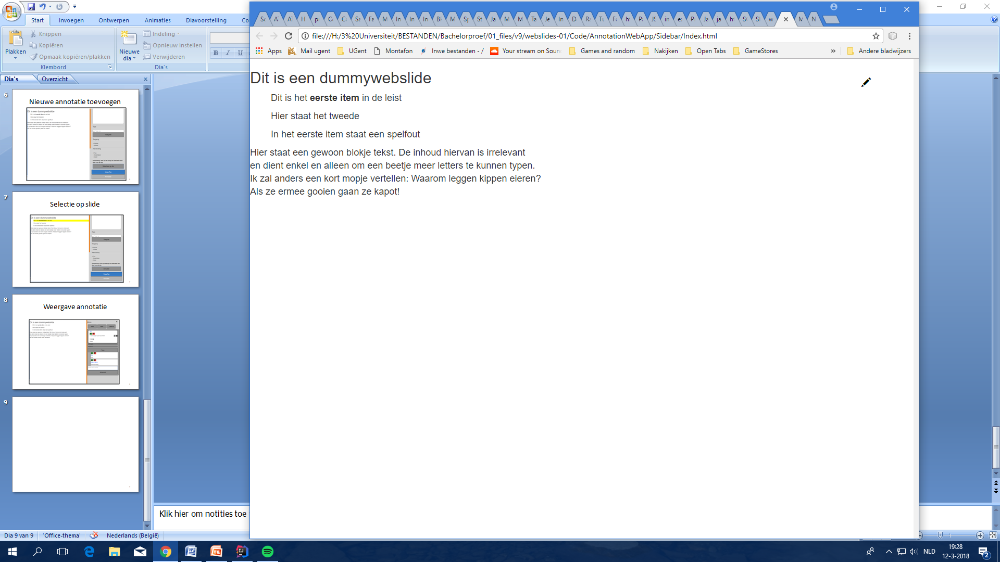 Start Invoegen Ontwerpen Animaties Diavoorstelling
Plakken
Knippen
Kopiëren
Opmaak kopiëren/plakken
Klembord
Nieuwe dia
Indeling
Opnieuw instellen
Verwijderen
Dia's
B I U
Dia's Overzicht
6
Nieuwe annotatie toevoegen
7
Selectie op slide
8
Weergave annotatie
9
file:///H:/3%20Universiteit/BESTANDEN/Bachelorproef/01_files/v9/webslides-01/Code/AnnotationWebApp/Sidebar/Index.html
Apps Mail ugent UGent Montafon Inwe bestanden - / Your stream on Soun Games and random Nakijken Open Tabs GameStores » Andere bladwijzers
Dit is een dummywebslide
Dit is het eerste item in de leist
Hier staat het tweede
In het eerste item staat een spelfout
Hier staat een gewoon blokje tekst. De inhoud hiervan is irrelevant
en dient enkel en alleen om een beetje meer letters te kunnen typen.
Ik zal anders een kort mopje vertellen: Waarom leggen kippen eieren?
Als ze ermee gooien gaan ze kapot!
Klik hier om notities toe
Dia 9 van 9 'Office-thema' Nederlands (België)
NLD
19:28
12-3-2018
2